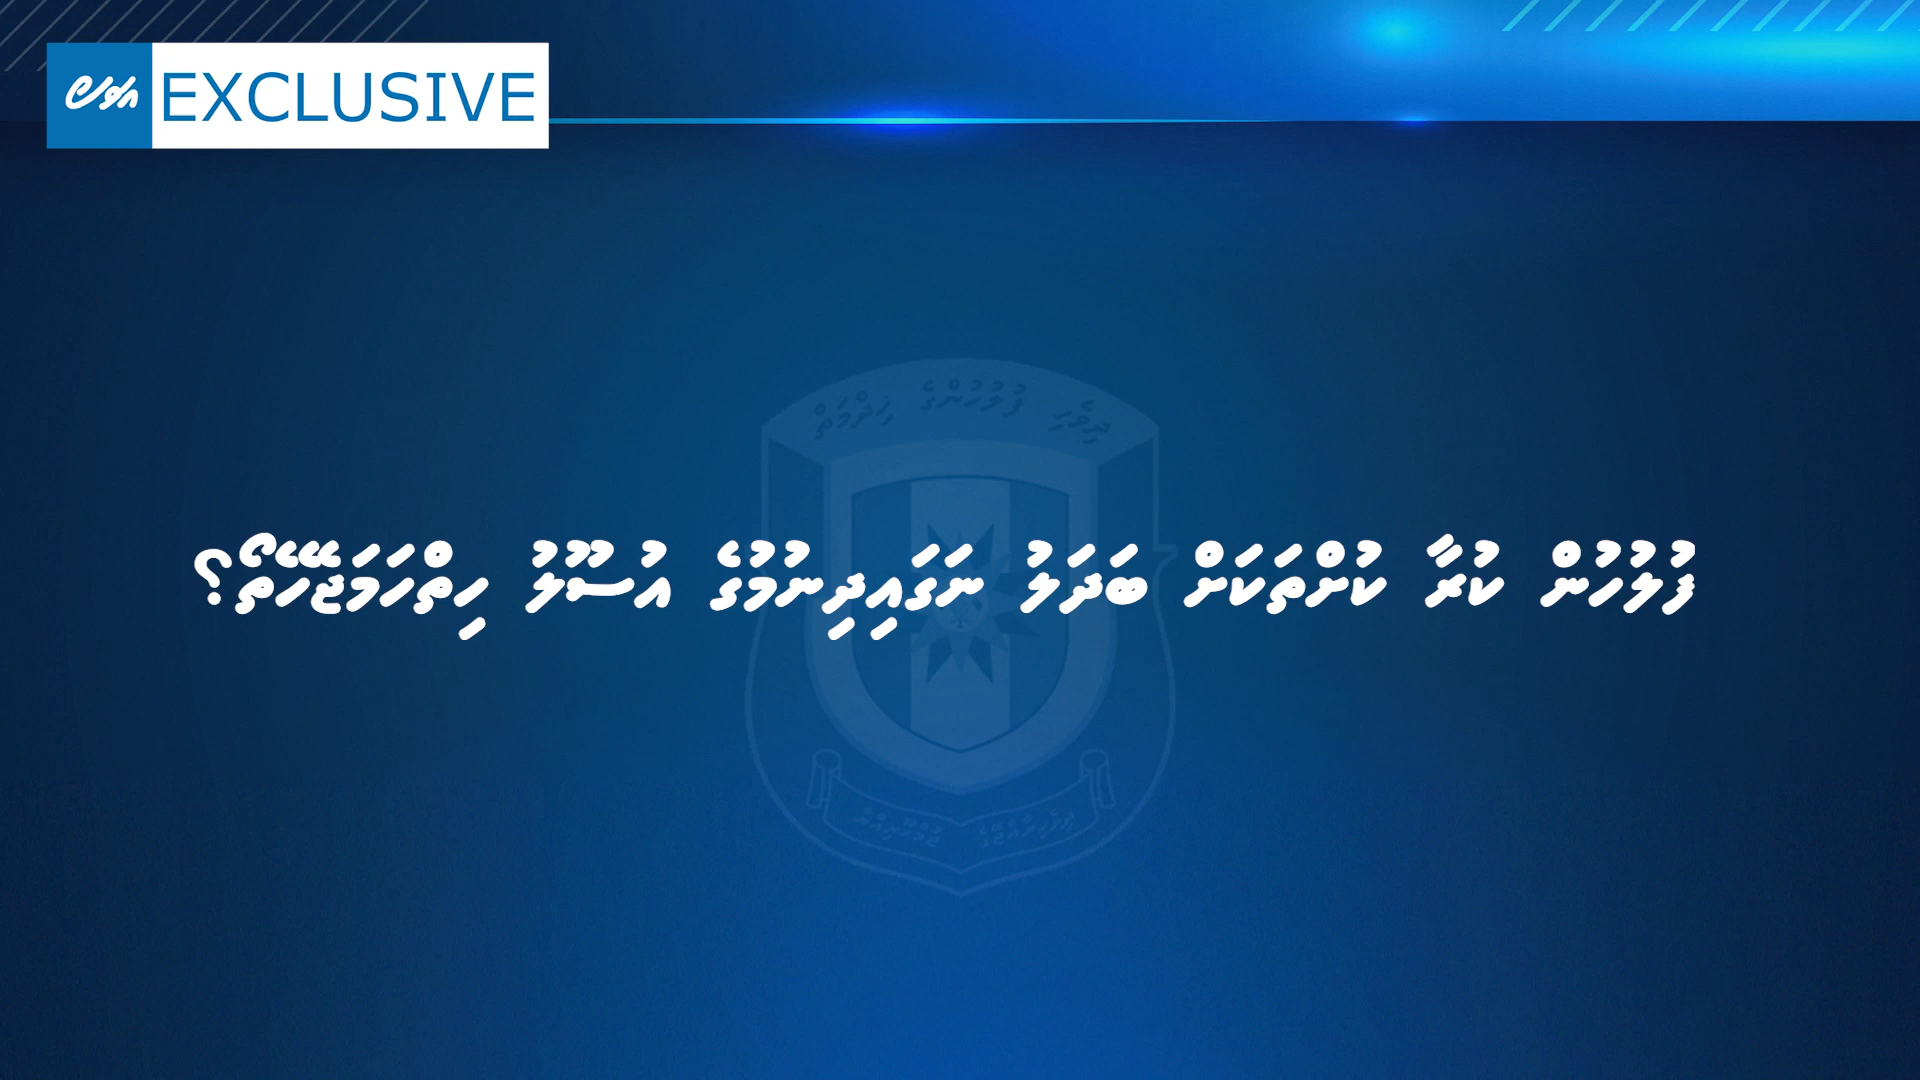 EXCLUSIVE
ދިވެހި ފުލުހުންގެ ޚިދުމަތް
ފުލުހުން ކުރާ ކުށްތަކަށް ބަދަލު ނަގައިދިނުމުގެ އުސޫލު ހިތްހަމަޖެހޭތޯ؟